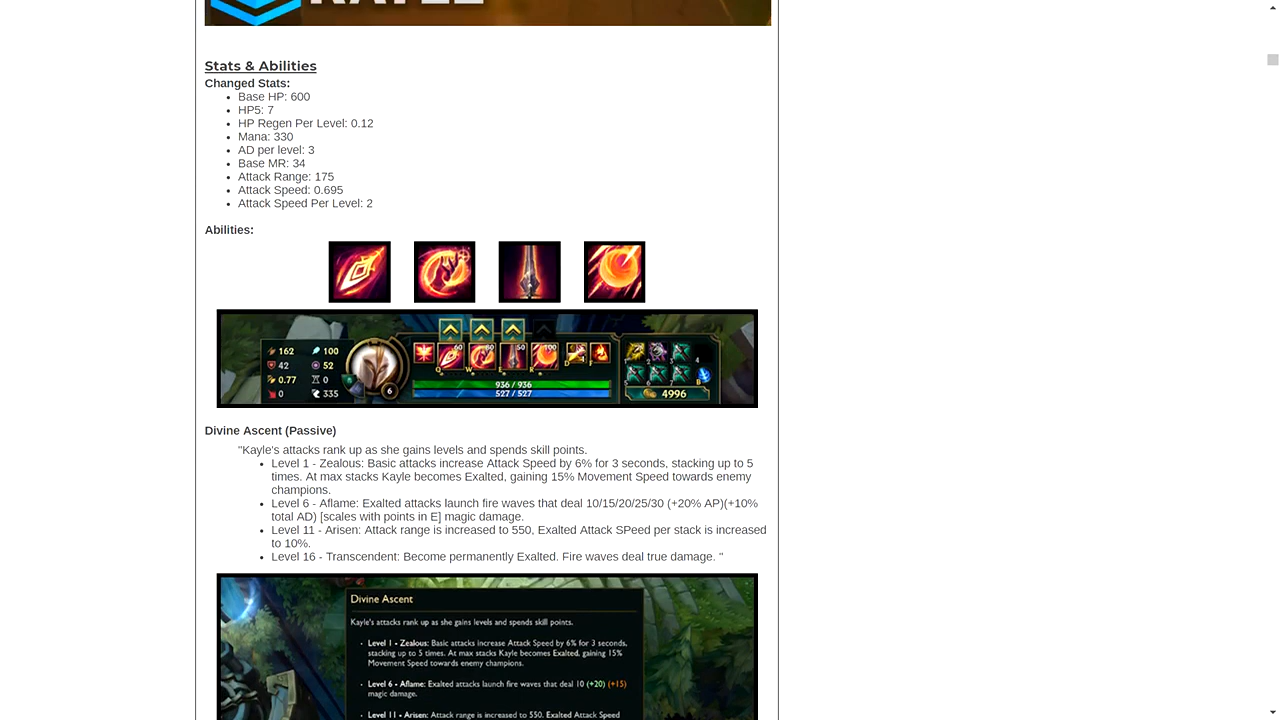 Stats & Abilities
Changed Stats:
Base HP: 600
HP5: 7
HP Regen Per Level: 0.12
Mana: 330
AD per level: 3
Base MR: 34
Attack Range: 175
Attack Speed: 0.695
Attack Speed Per Level: 2
Abilities:
162 100
42 52
0.77 0
0 335
6
60 60 50 100
Q W E R D F
936 / 936
527 / 527
4996
Divine Ascent (Passive)
"Kayle's attacks rank up as she gains levels and spends skill points.
Level 1 - Zealous: Basic attacks increase Attack Speed by 6% for 3 seconds, stacking up to 5
times. At max stacks Kayle becomes Exalted, gaining 15% Movement Speed towards enemy
champions.
Level 6 - Aflame: Exalted attacks launch fire waves that deal 10/15/20/25/30 (+20% AP)(+10%
total AD) [scales with points in E] magic damage.
Level 11 - Arisen: Attack range is increased to 550, Exalted Attack SPeed per stack is increased
to 10%.
Level 16 - Transcendent: Become permanently Exalted. Fire waves deal true damage. "
Divine Ascent
Kayle's attacks rank up as she gains levels and spends skill points.
Level 1 • Zealous: Basic attacks increase Attack Speed by 6% for 3 seconds,
stacking up to 5 times. At max stacks Kayle becomes Exalted, gaining 15%
Movement Speed towards enemy champions.
Level 6 • Aflame: Exalted attacks launch fire waves that deal 10 (+20) (+15)
magic damage.
Level 11 • Arisen: Attack range is increased to 550. Exalted Attack Speed